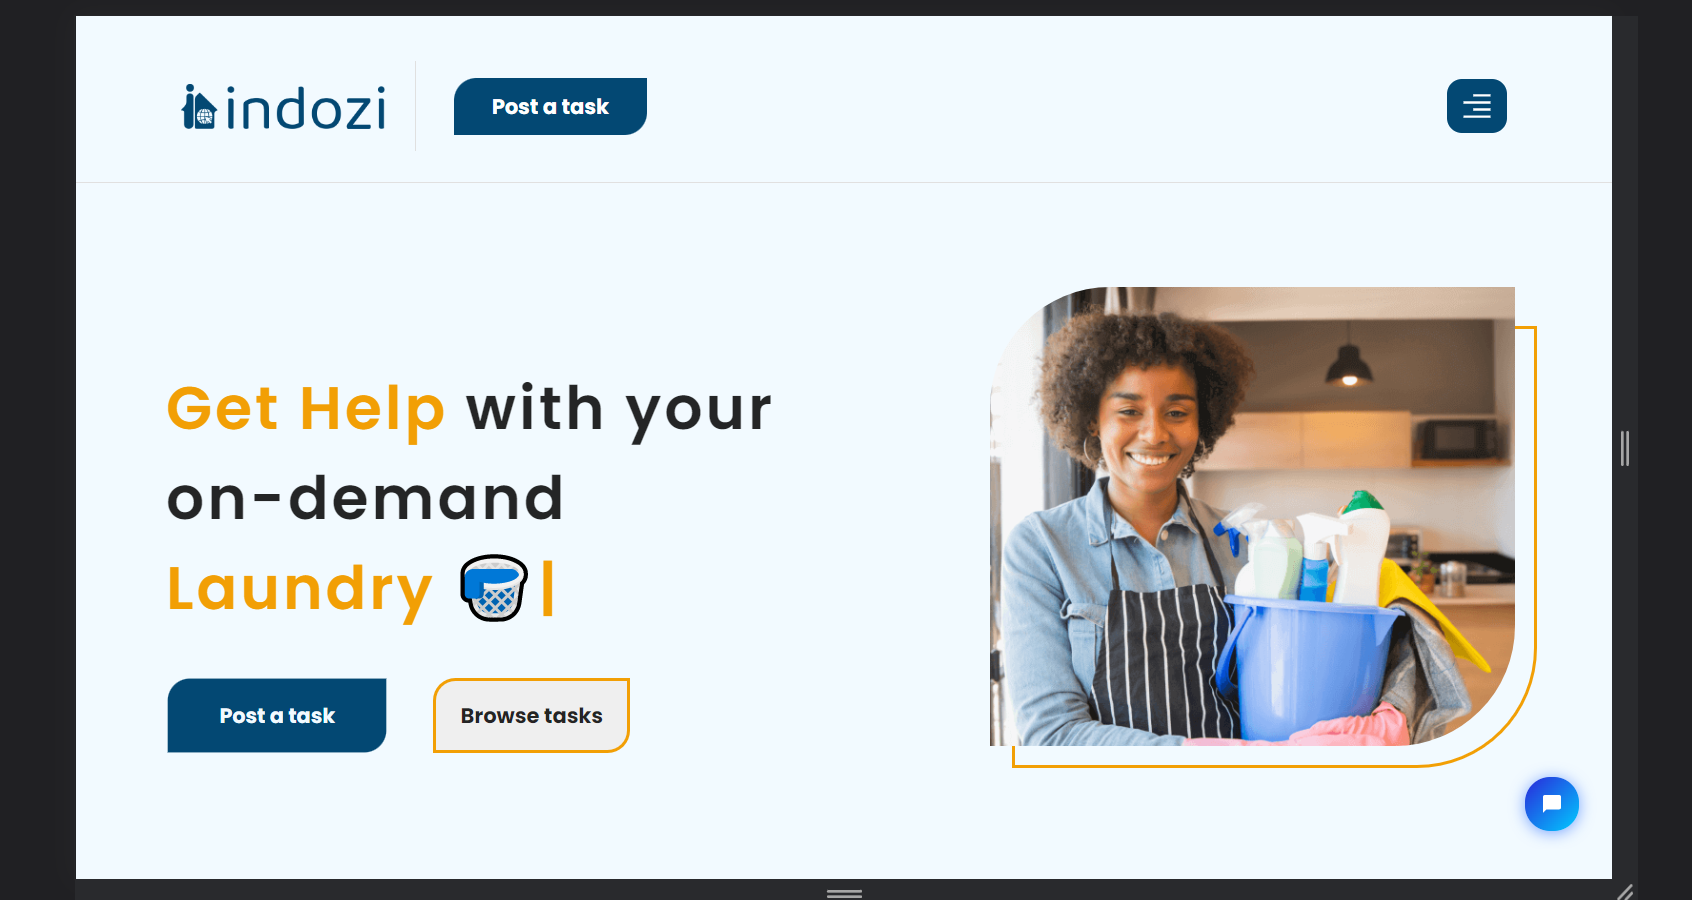 indozi
Post a task
Get Help with your
on-demand
Laundry |
Post a task
Browse tasks